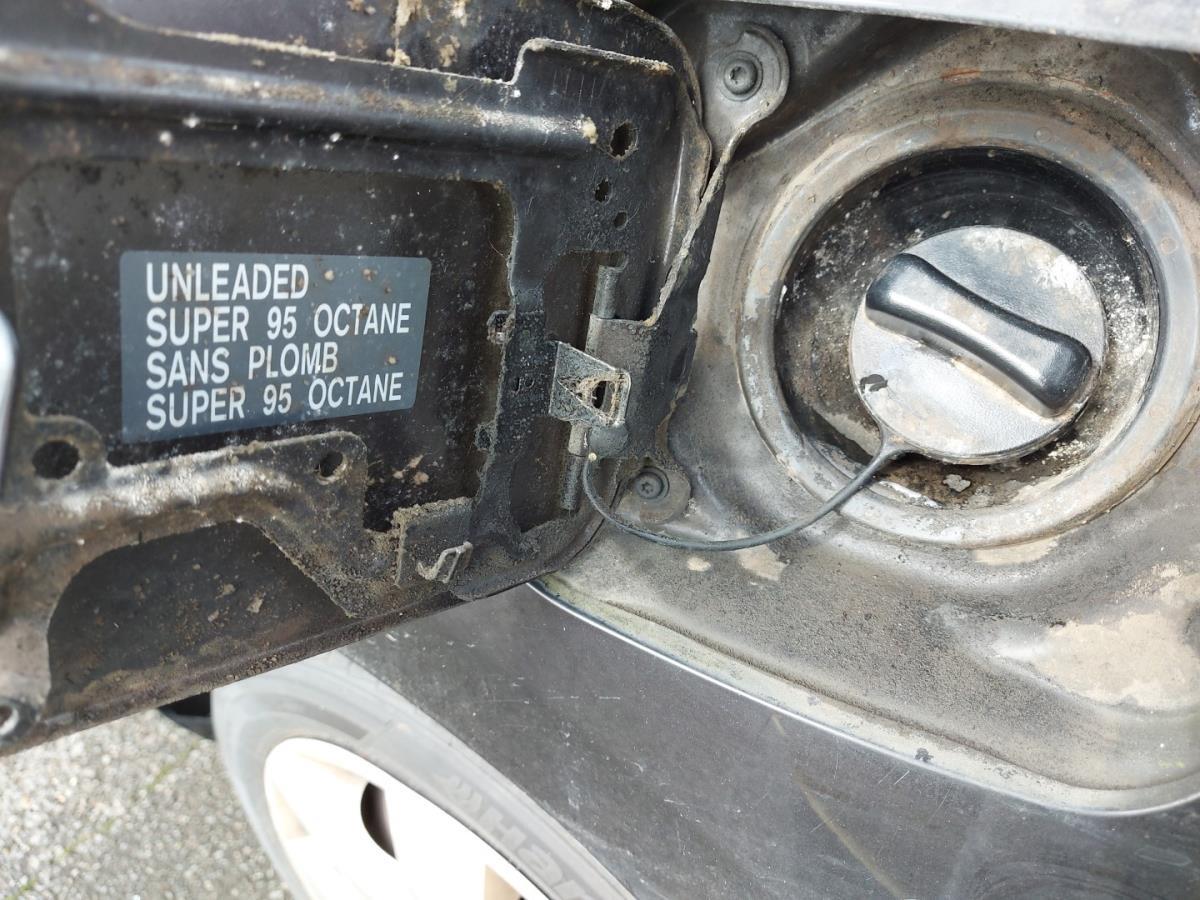 UNLEADED
SUPER 95 OCTANE
SANS PLOMB
SUPER 95 OCTANE